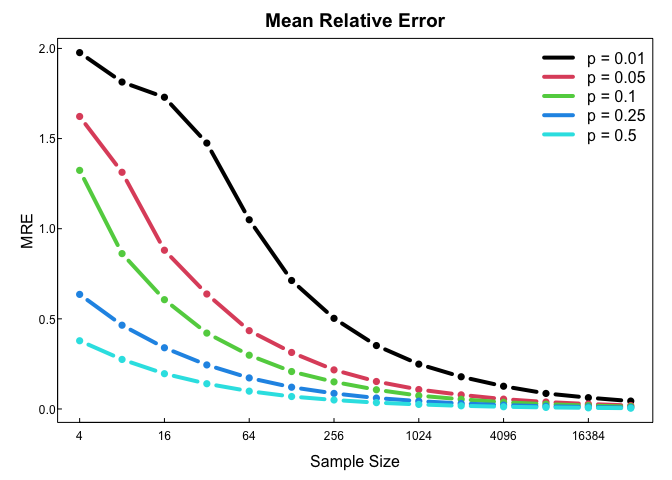 Mean Relative Error
p = 0.01
p = 0.05
p = 0.1
p = 0.25
p = 0.5
MRE
2.0
1.5
1.0
0.5
0.0
4 16 64 256 1024 4096 16384
Sample Size